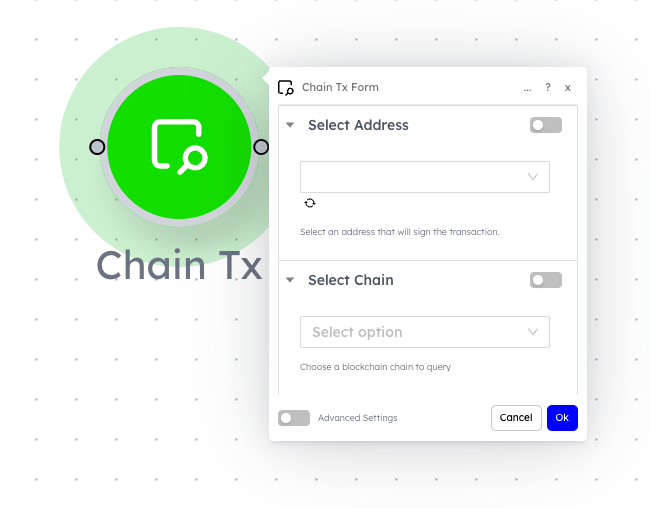 Chain Tx Form
... ? x
Select Address
Select an address that will sign the transaction.
Chain Tx
Select Chain
Select option
Choose a blockchain chain to query
Advanced Settings
Cancel
Ok